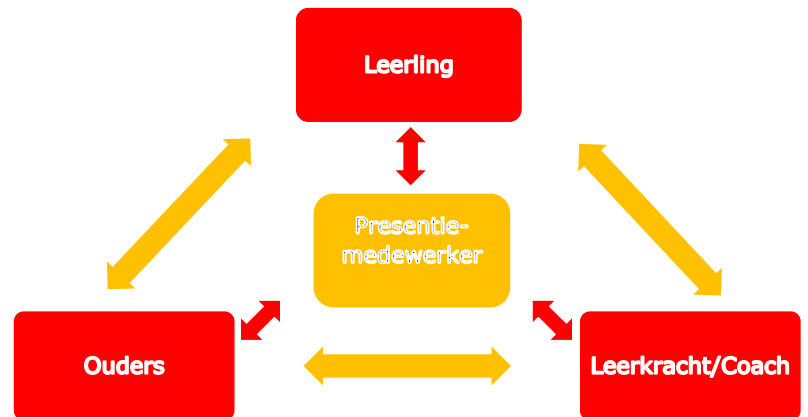 Leerling
Presentie-
medewerker
Ouders
Leerkracht/Coach